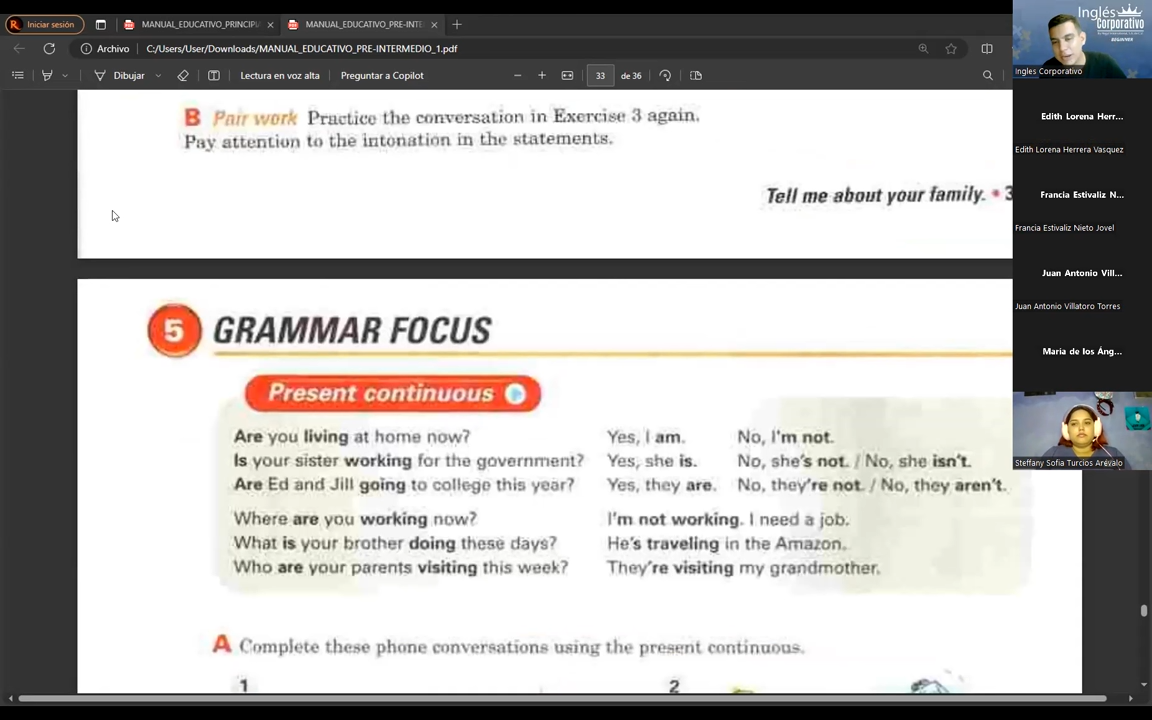 Iniciar sesión
MANUAL_EDUCATIVO_PRINCIPI
MANUAL_EDUCATIVO_PRE-INTE
Archivo
C:/Users/User/Downloads/MANUAL_EDUCATIVO_PRE-INTERMEDIO_1.pdf
Dibujar
Lectura en voz alta
Preguntar a Copilot
33
de 36
B Pair work Practice the conversation in Exercise 3 again.
Pay attention to the intonation in the statements.
Tell me about your family. • 3
5 GRAMMAR FOCUS
Present continuous
Are you living at home now? Yes, I am. No, I'm not.
Is your sister working for the government? Yes, she is. No, she's not. / No, she isn't.
Are Ed and Jill going to college this year? Yes, they are. No, they're not. / No, they aren't.
Where are you working now? I'm not working. I need a job.
What is your brother doing these days? He's traveling in the Amazon.
Who are your parents visiting this week? They're visiting my grandmother.
A Complete these phone conversations using the present continuous.
1
2
Inglés
Corporativo
BEGINNER
Ingles Corporativo
Edith Lorena Herr...
Edith Lorena Herrera Vasquez
Francia Estivaliz N...
Francia Estivaliz Nieto Jovel
Juan Antonio Vill...
Juan Antonio Villatoro Torres
Maria de los Áng...
Steffany Sofia Turcios Arévalo